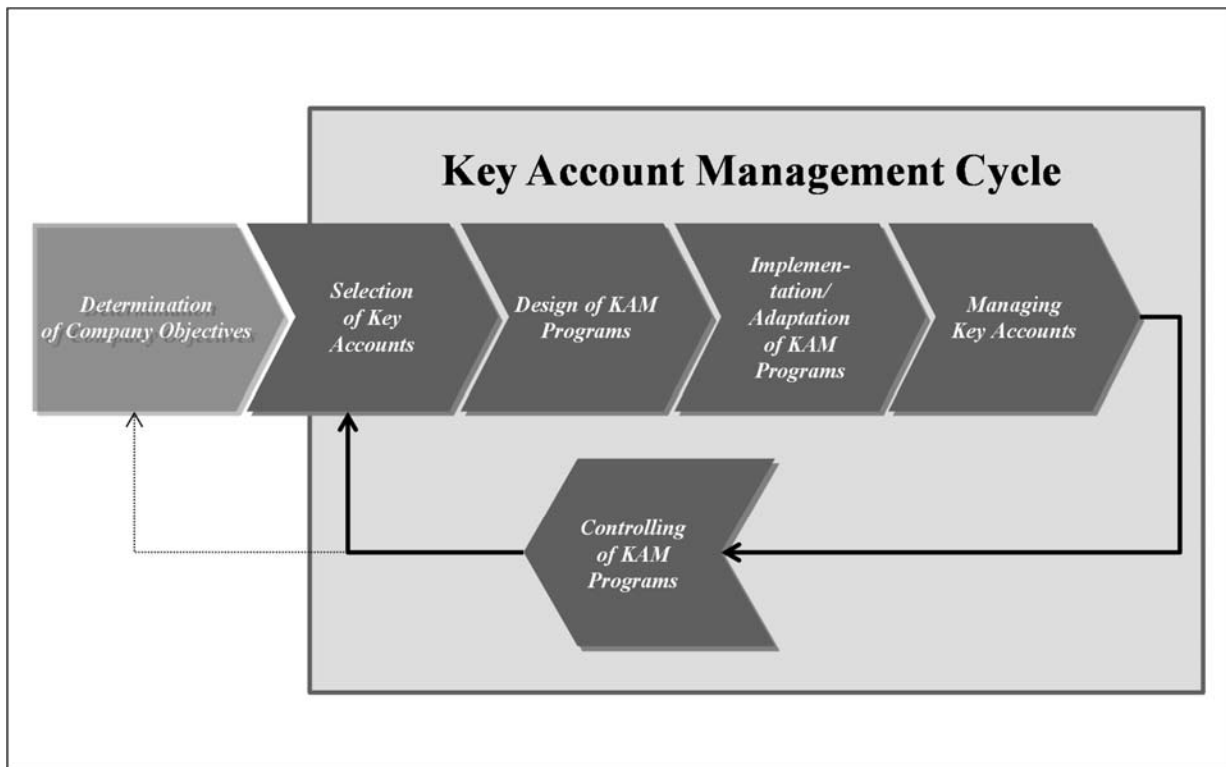 Key Account Management Cycle
Determination
of Company Objectives
Selection
of Key
Accounts
Design of KAM
Programs
Implemen-
tation/
Adaptation
of KAM
Programs
Managing
Key Accounts
Controlling
of KAM
Programs